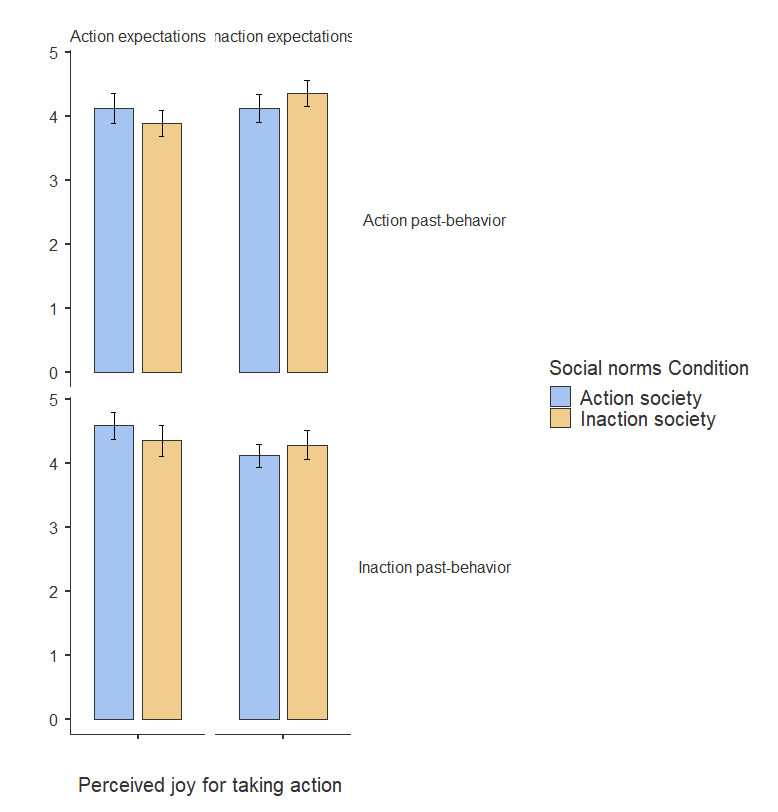 Action expectations
naction expectations
5
4
3
2
1
0
Action past-behavior
5
4
3
2
1
0
Inaction past-behavior
Social norms Condition
Action society
Inaction society
Perceived joy for taking action